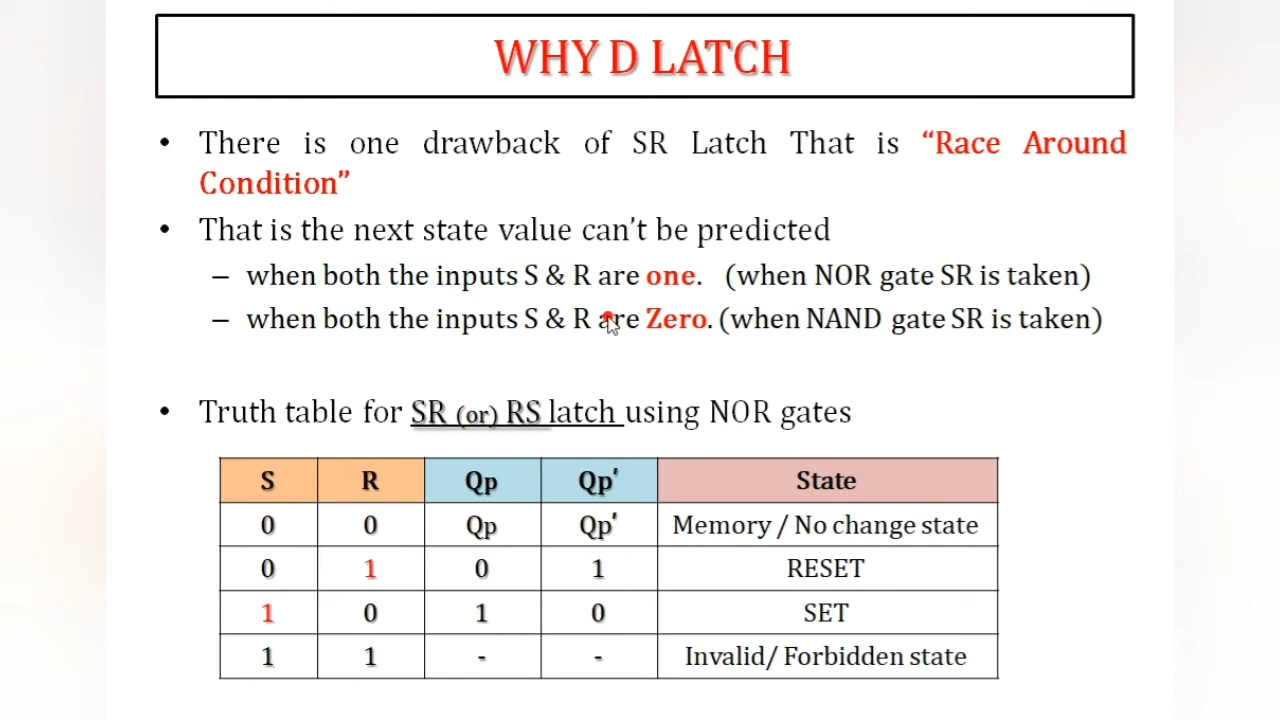 WHY D LATCH
• There is one drawback of SR Latch That is “Race Around
Condition”
• That is the next state value can't be predicted
– when both the inputs S & R are one. (when NOR gate SR is taken)
– when both the inputs S & R are Zero. (when NAND gate SR is taken)
• Truth table for SR (or) RS latch using NOR gates
S R Qp Qp' State
0 0 Qp Qp' Memory / No change state
0 1 0 1 RESET
1 0 1 0 SET
1 1 - - Invalid/ Forbidden state